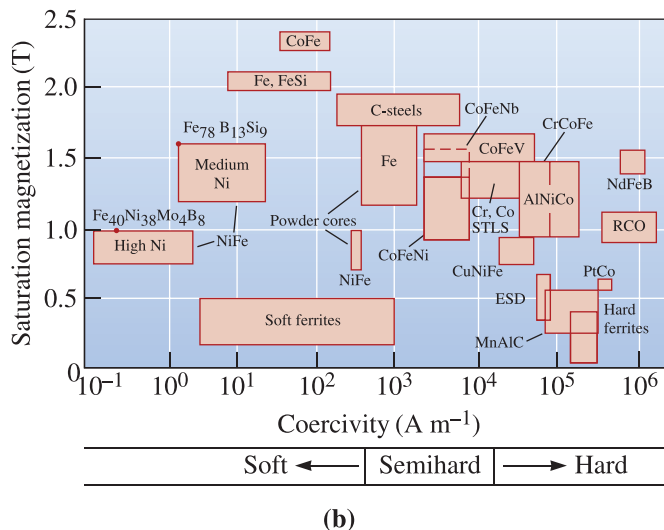 2.5
2.0
1.5
1.0
0.5
0
Saturation magnetization (T)
CoFe
Fe, FeSi
C-steels
CoFeNb
CrCoFe
Fe78 B13Si9
Medium
Ni
Fe
CoFeV
NdFeB
AlNiCo
Fe40Ni38Mo4B8
High Ni
NiFe
Powder cores
NiFe
CoFeNi
Cr, Co
STLS
CuNiFe
RCO
PtCo
ESD
Soft ferrites
MnAlC
Hard
ferrites
10−1 100 101 102 103 104 105 106
Coercivity (A m−1)
Soft Semihard Hard
(b)